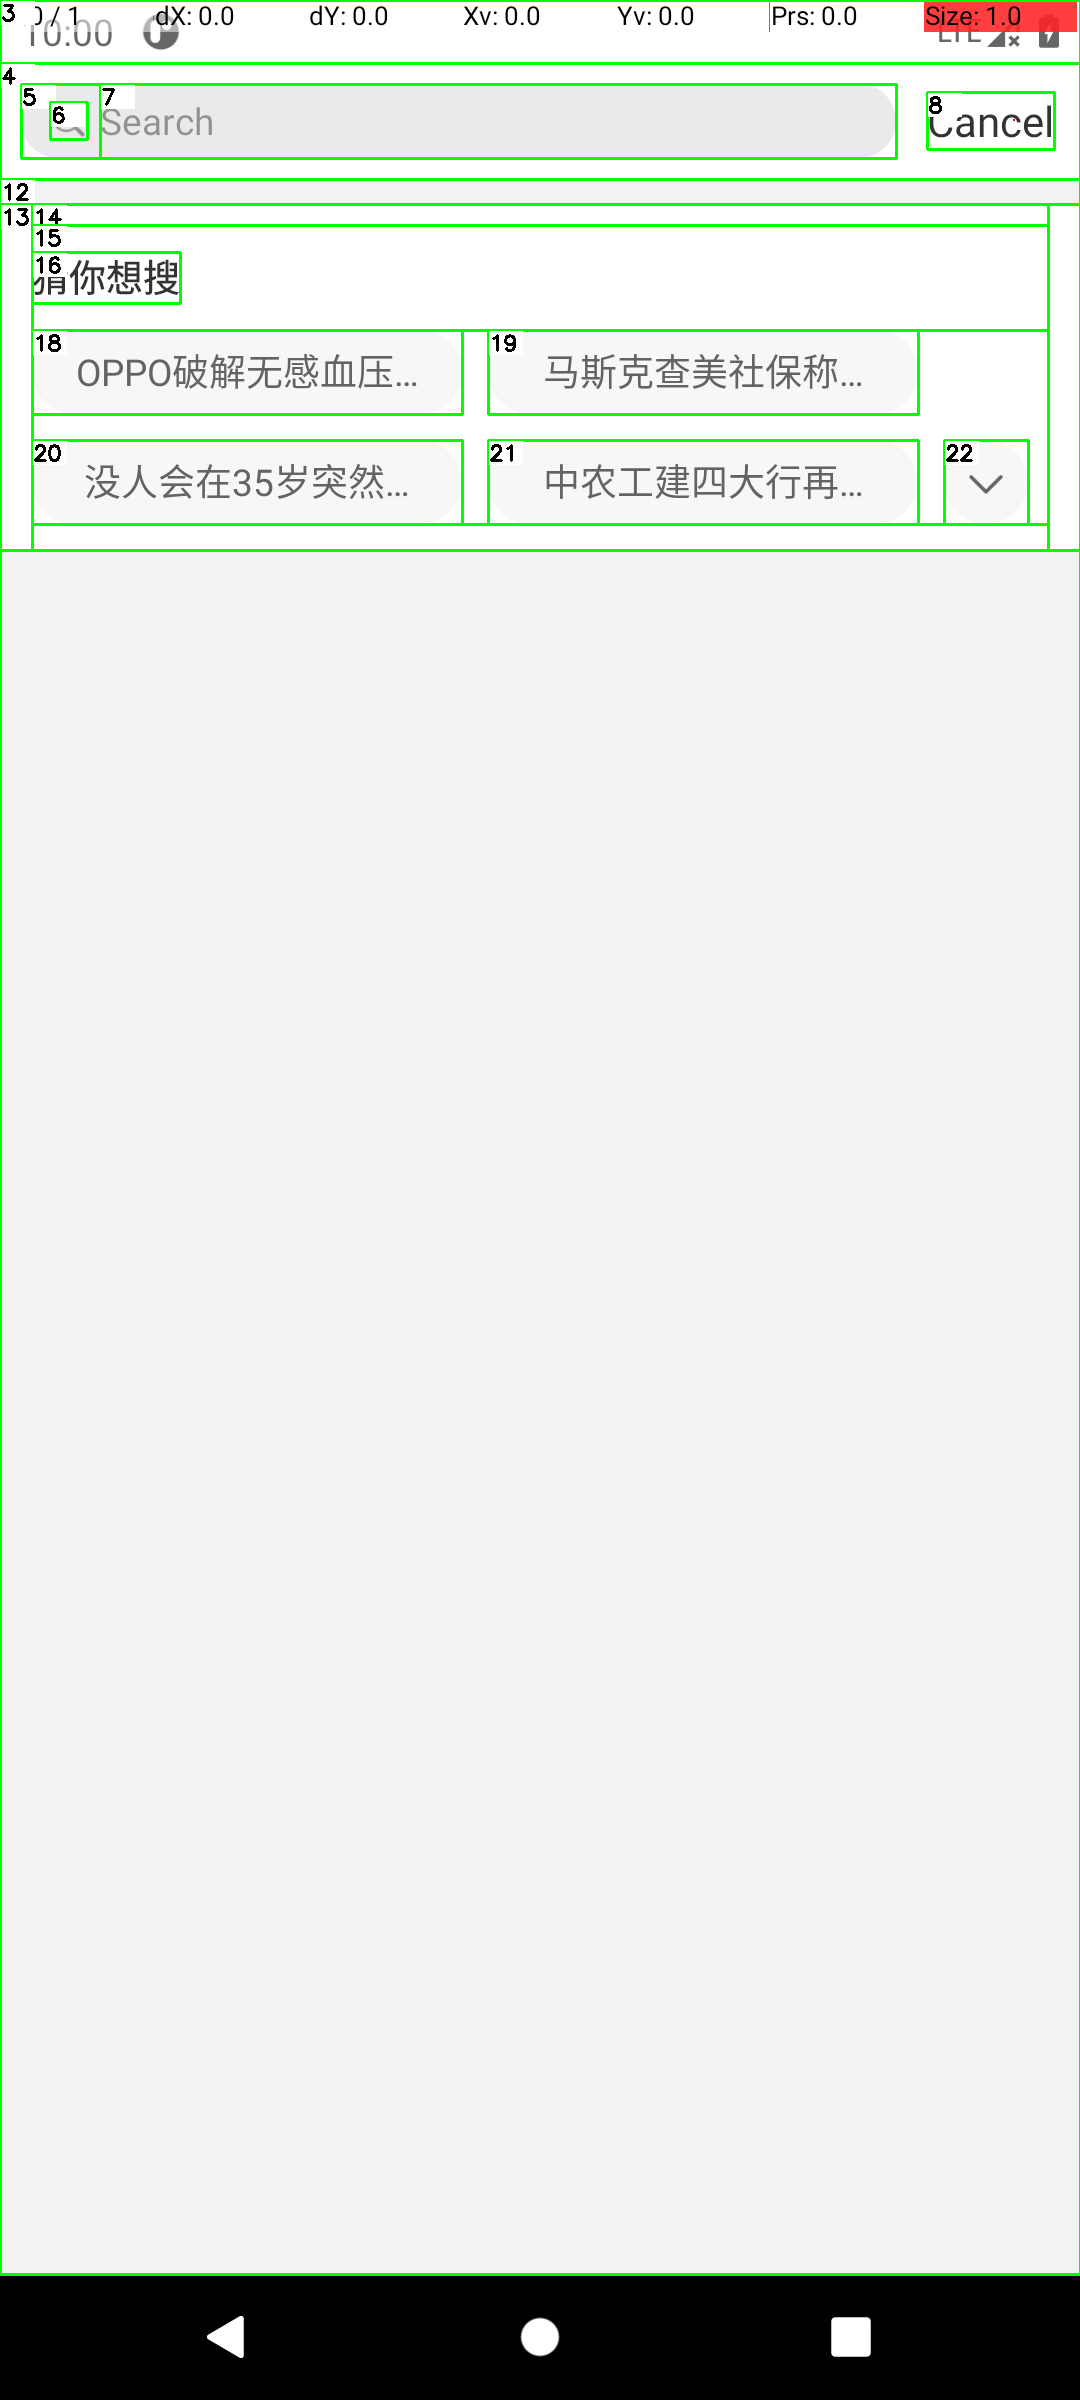 0 / 1 dX: 0.0 dY: 0.0 Xv: 0.0 Yv: 0.0 Prs: 0.0 Size: 1.0
10:00 LTE
3
4
5 6 7 Search 8 Cancel
12
13 14
15
16 猜你想搜
18 OPPO破解无感血压... 19 马斯克查美社保称...
20 没人会在35岁突然... 21 中农工建四大行再... 22